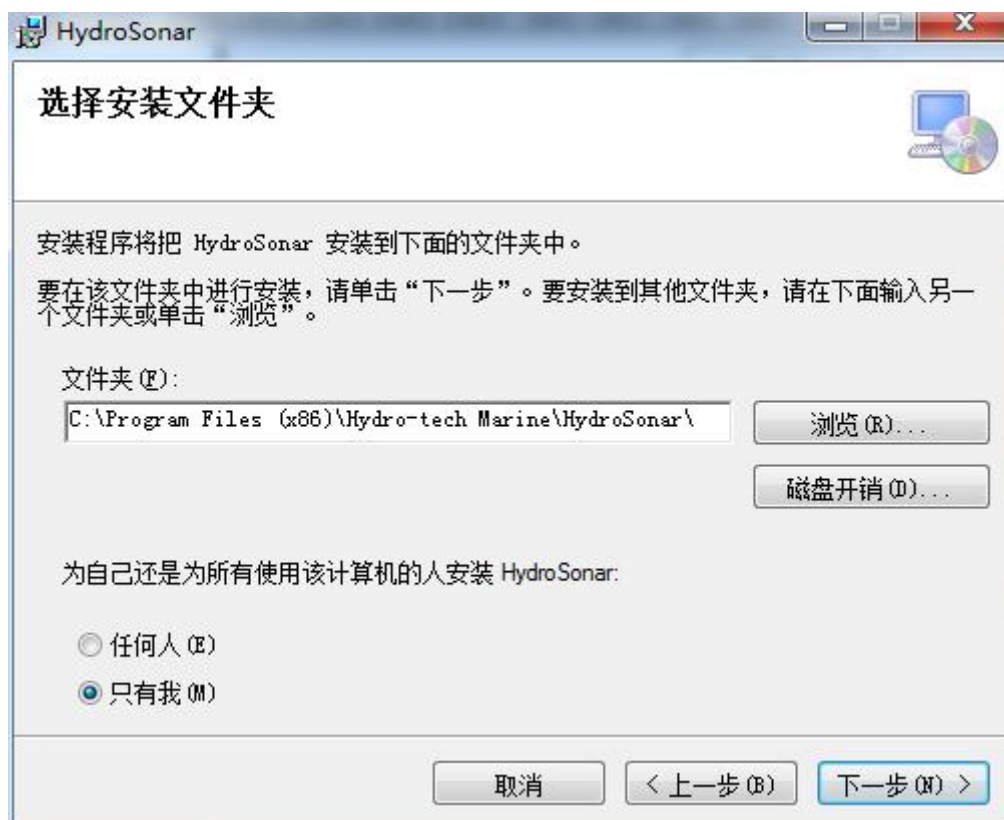 HydroSonar
选择安装文件夹
安装程序将把 HydroSonar 安装到下面的文件夹中。
要在该文件夹中进行安装，请单击“下一步”。要安装到其他文件夹，请在下面输入另一
个文件夹或单击“浏览”。
文件夹(F):
C:\Program Files (x86)\Hydro-tech Marine\HydroSonar\
浏览(R)...
磁盘开销(D)...
为自己还是为所有使用该计算机的人安装 HydroSonar:
任何人(E)
只有我(M)
取消
< 上一步(B)
下一步(N) >